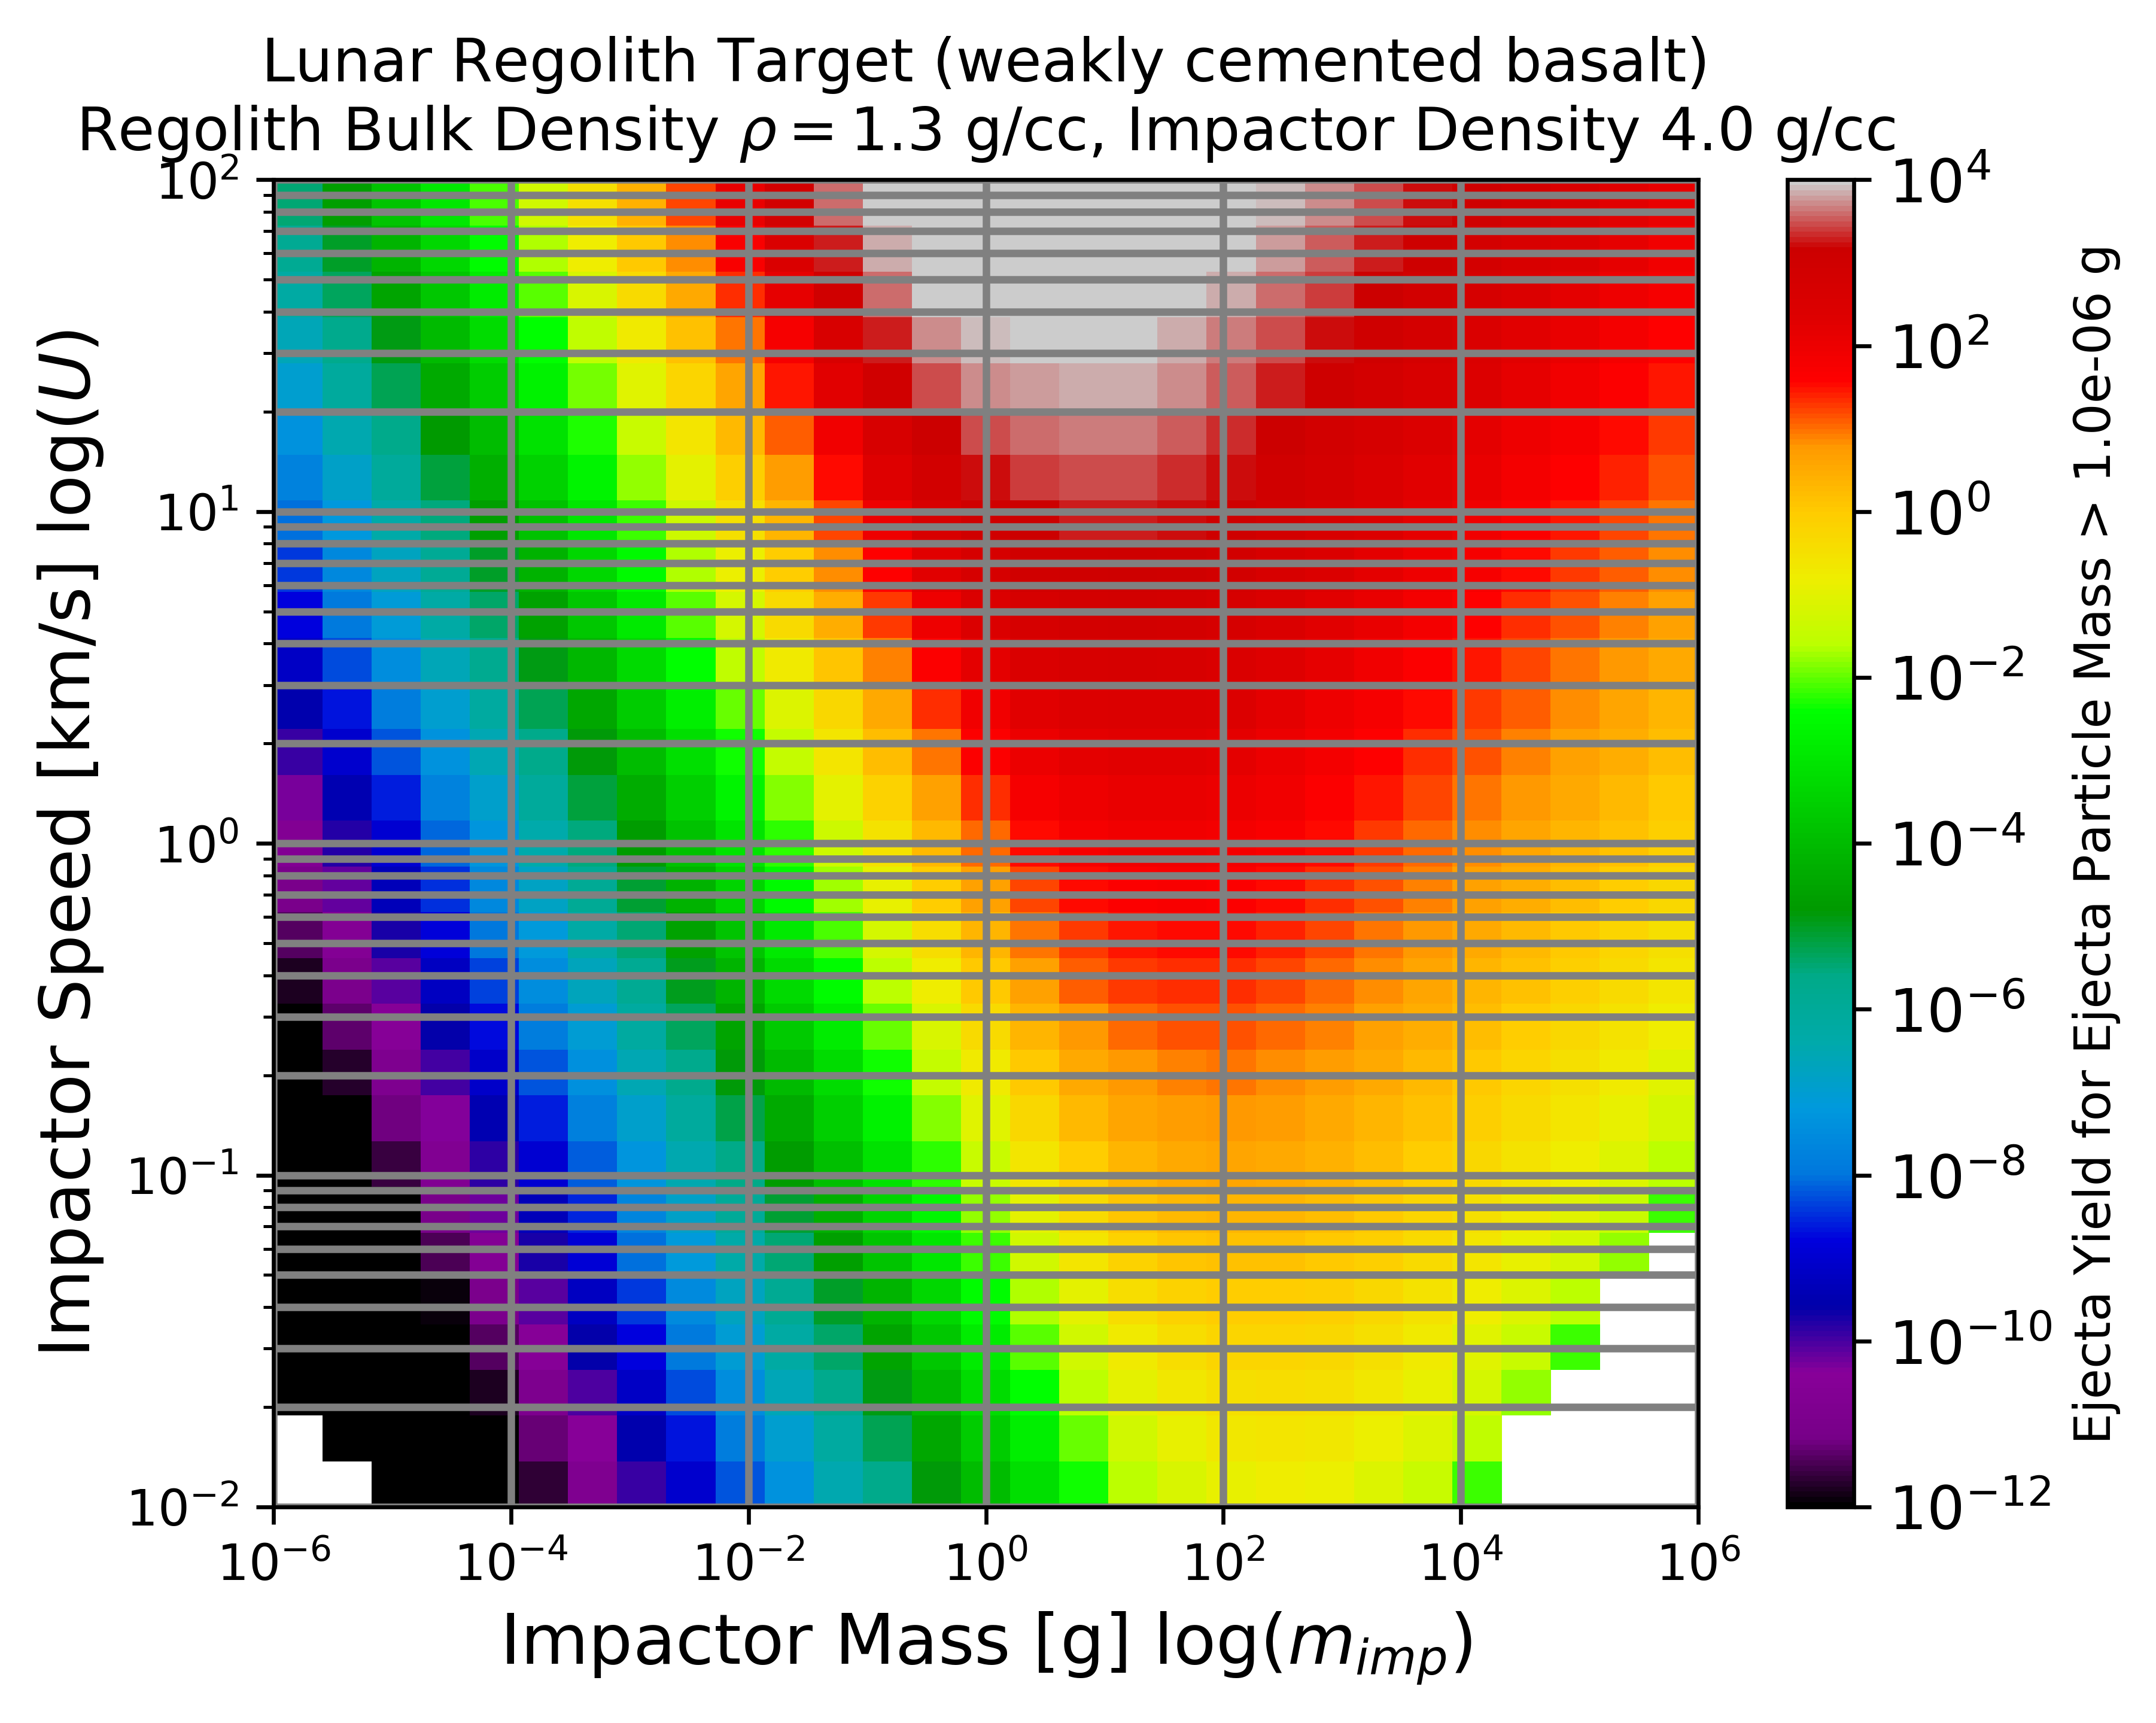 Lunar Regolith Target (weakly cemented basalt)
Regolith Bulk Density ρ = 1.3 g/cc, Impactor Density 4.0 g/cc
Impactor Speed [km/s] log(U)
10²
10¹
10⁰
10⁻¹
10⁻²
10⁻⁶ 10⁻⁴ 10⁻² 10⁰ 10² 10⁴ 10⁶
Impactor Mass [g] log(m_imp)
10⁴
10²
10⁰
10⁻²
10⁻⁴
10⁻⁶
10⁻⁸
10⁻¹⁰
10⁻¹²
Ejecta Yield for Ejecta Particle Mass > 1.0e-06 g